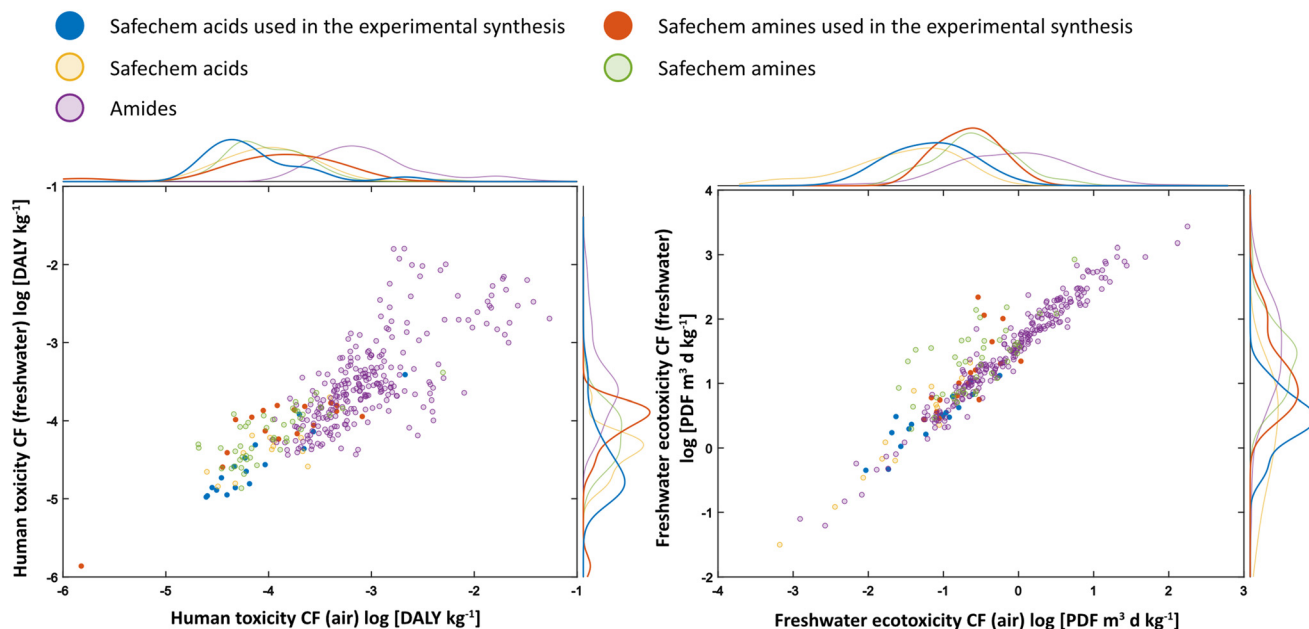 Safechem acids used in the experimental synthesis
Safechem amines used in the experimental synthesis
Safechem acids
Safechem amines
Amides
Human toxicity CF (freshwater) log [DALY kg⁻¹]
-1
-2
-3
-4
-5
-6
-6
-5
-4
-3
-2
-1
Human toxicity CF (air) log [DALY kg⁻¹]
Freshwater ecotoxicity CF (freshwater)
log [PDF m³ d kg⁻¹]
4
3
2
1
0
-1
-2
-4
-3
-2
-1
0
1
2
3
Freshwater ecotoxicity CF (air) log [PDF m³ d kg⁻¹]